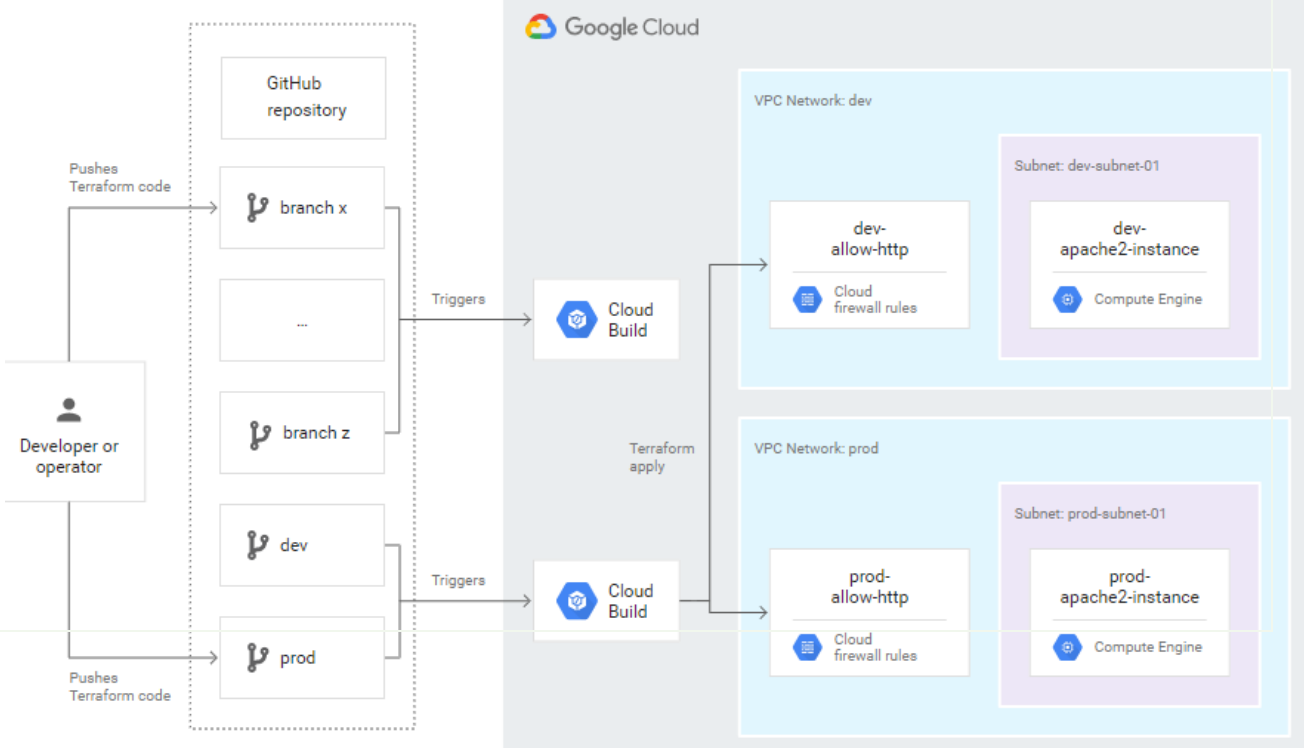 Google Cloud
GitHub
repository
Pushes
Terraform code
branch x
...
branch z
Developer or
operator
dev
prod
Pushes
Terraform code
Triggers
Cloud
Build
Triggers
Cloud
Build
Terraform
apply
VPC Network: dev
dev-
allow-http
Cloud
firewall rules
Subnet: dev-subnet-01
dev-
apache2-instance
Compute Engine
VPC Network: prod
prod-
allow-http
Cloud
firewall rules
Subnet: prod-subnet-01
prod-
apache2-instance
Compute Engine